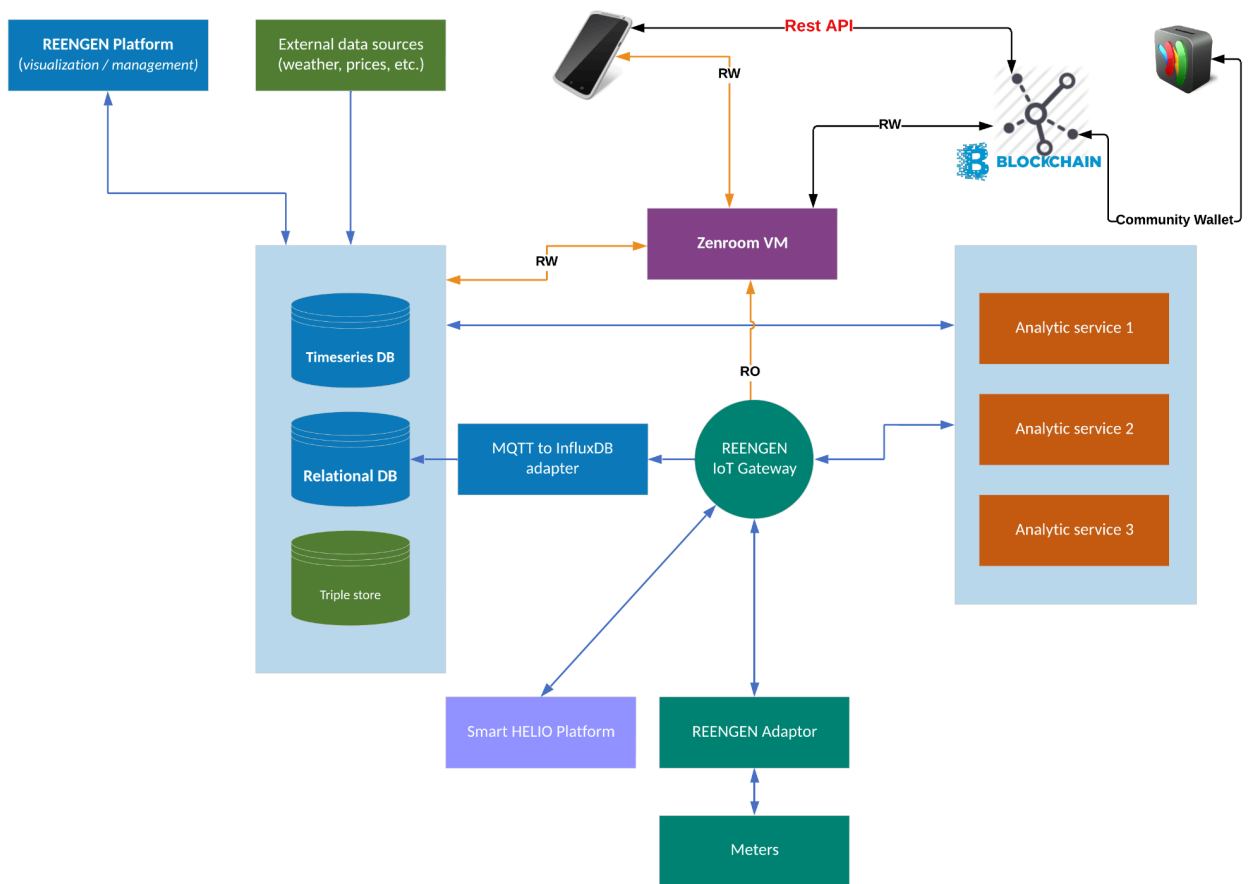 REENGEN Platform
(visualization / management)
External data sources
(weather, prices, etc.)
Rest API
RW
RW
BLOCKCHAIN
Community Wallet
Zenroom VM
RW
Timeseries DB
Analytic service 1
RO
Relational DB
MQTT to InfluxDB
adapter
REENGEN
IoT Gateway
Analytic service 2
Triple store
Analytic service 3
Smart HELIO Platform
REENGEN Adaptor
Meters